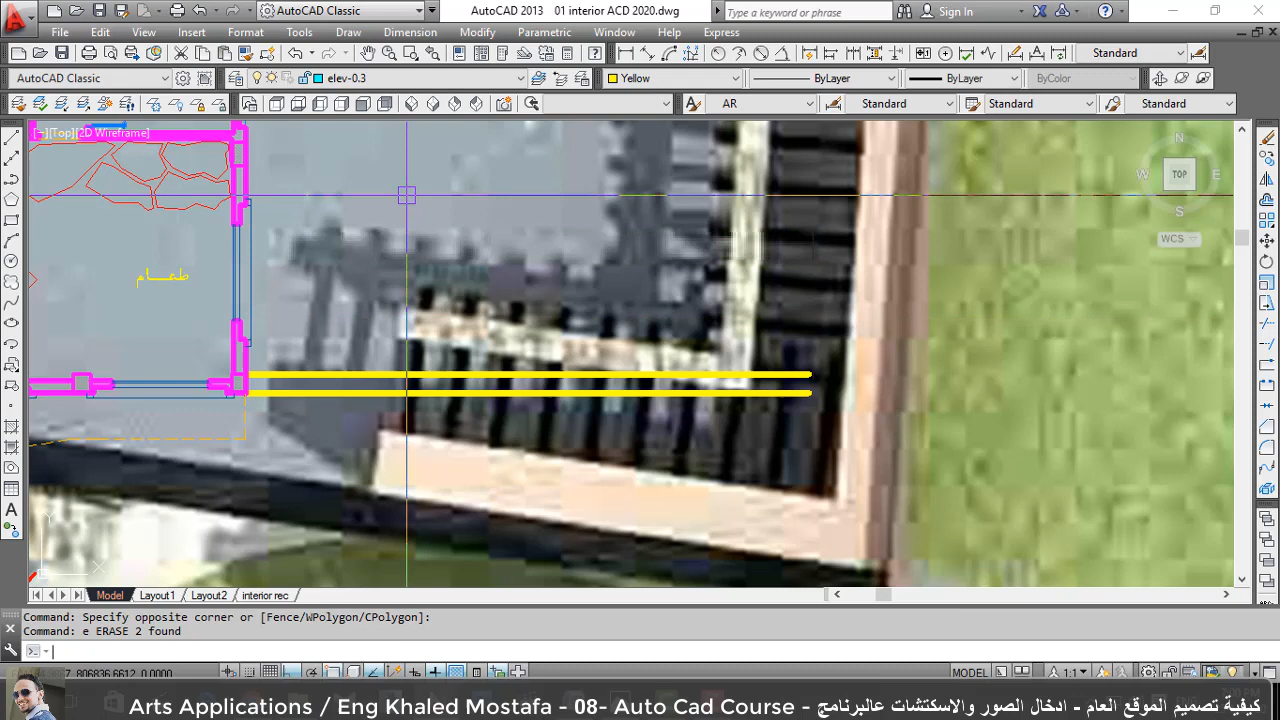 AutoCAD Classic
AutoCAD 2013 01 interior ACD 2020.dwg
Type a keyword or phrase
Sign In
File Edit View Insert Format Tools Draw Dimension Modify Parametric Window Help Express
Standard
AutoCAD Classic
elev-0.3
Yellow
ByLayer
ByLayer
ByColor
AR
Standard
Standard
Standard
[−][Top][2D Wireframe]
N
W TOP E
S
WCS
طعـــام
Y
X
Model Layout1 Layout2 interior rec
Command: Specify opposite corner or [Fence/WPolygon/CPolygon]:
Command: e ERASE 2 found
806836.6612, 0.0000
MODEL
1:1
Arts Applications / Eng Khaled Mostafa - 08- Auto Cad Course - كيفية تصميم الموقع العام - ادخال الصور والاسكتشات عالبرنامج